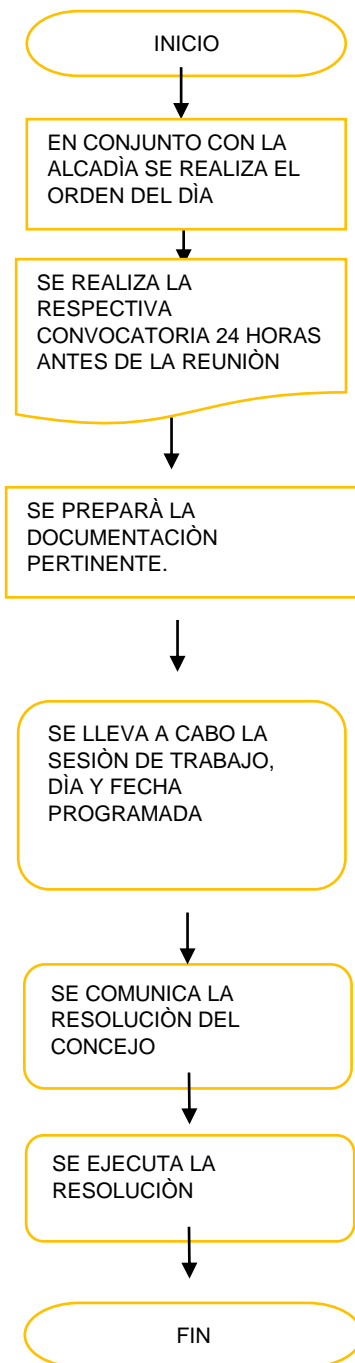 INICIO
EN CONJUNTO CON LA
ALCADÌA SE REALIZA EL
ORDEN DEL DÌA
SE REALIZA LA
RESPECTIVA
CONVOCATORIA 24 HORAS
ANTES DE LA REUNIÒN
SE PREPARÀ LA
DOCUMENTACIÒN
PERTINENTE.
SE LLEVA A CABO LA
SESIÒN DE TRABAJO,
DÌA Y FECHA
PROGRAMADA
SE COMUNICA LA
RESOLUCIÒN DEL
CONCEJO
SE EJECUTA LA
RESOLUCIÒN
FIN